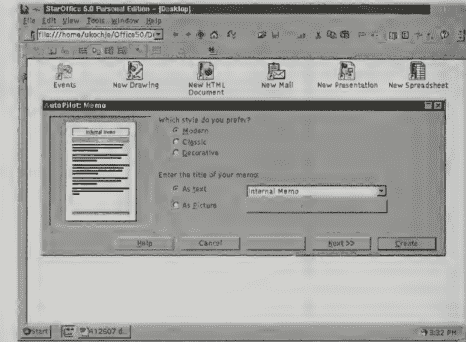 StarOffice 5.0 Personal Edition - [Desktop]
File Edit View Tools Window Help
file:///home/ukochje/Office50/De
Events New Drawing New HTML Document New Mail New Presentation New Spreadsheet
AutoPilot: Memo
Which style do you prefer?
Modern
Classic
Decorative
Internal Memo
Enter the title of your memo:
As text Internal Memo
As Picture
Help Cancel Next >> Create
Start 412607 d.. 3:32 PM